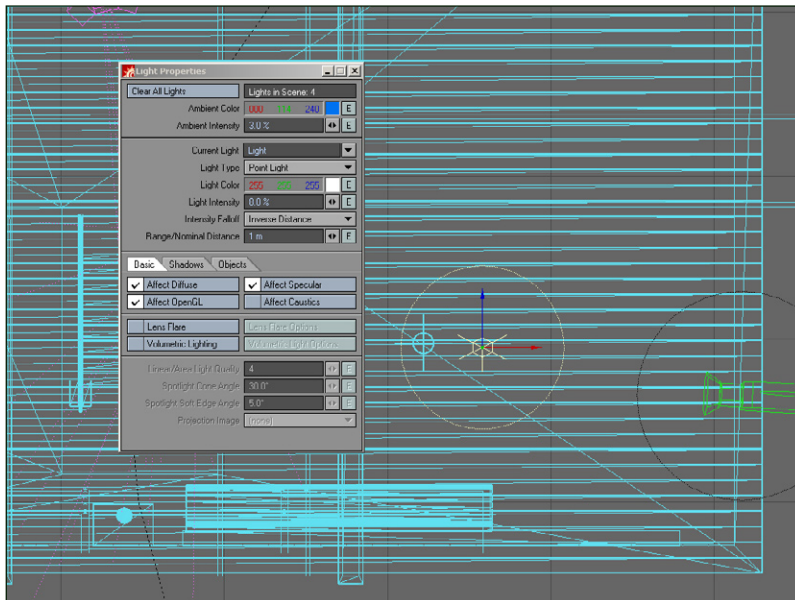 Light Properties
Clear All Lights Lights in Scene: 4
Ambient Color 000 240 E
Ambient Intensity 3.0 % E
Current Light Light
Light Type Point Light
Light Color 255 255 255 E
Light Intensity 0.0 % E
Intensity Falloff Inverse Distance
Range/Nominal Distance 1 m E
Basic Shadows Objects
Affect Diffuse Affect Specular
Affect OpenGL Affect Caustics
Lens Flare Lens Flare Options
Volumetric Lighting Volumetric Light Options
Linear/Area Light Quality 4 E
Spotlight Cone Angle 30.0° E
Spotlight Soft Edge Angle 5.0° E
Projection Image (none)